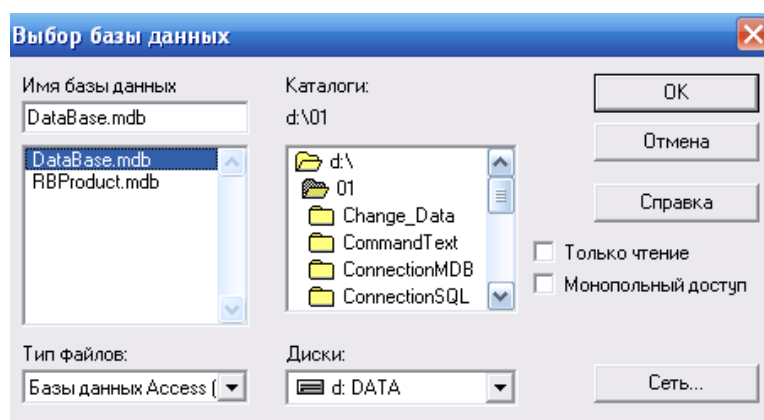 Выбор базы данных
Имя базы данных
DataBase.mdb
DataBase.mdb
RBProduct.mdb
Каталоги:
d:\01
d:\
01
Change_Data
CommandText
ConnectionMDB
ConnectionSQL
OK
Отмена
Справка
Только чтение
Монопольный доступ
Тип файлов:
Базы данных Access (
Диски:
d: DATA
Сеть...